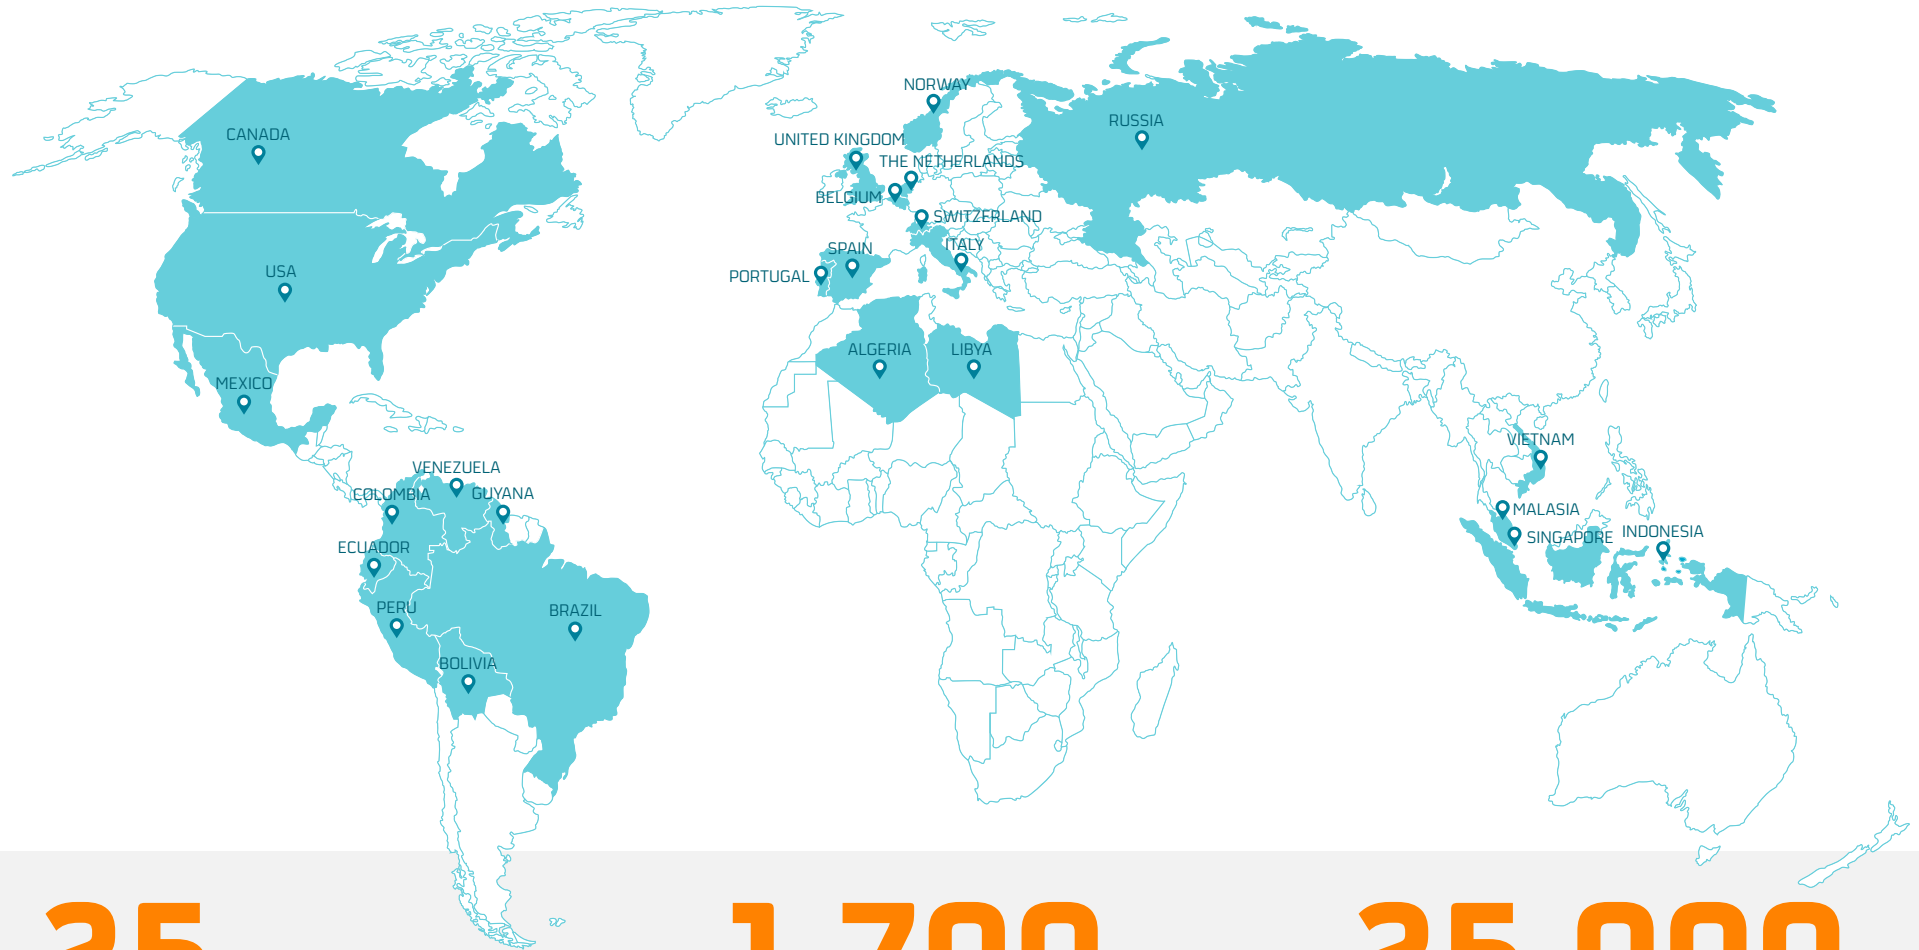 NORWAY
RUSSIA
CANADA
UNITED KINGDOM
THE NETHERLANDS
BELGIUM
SWITZERLAND
ITALY
SPAIN
USA
PORTUGAL
ALGERIA
LIBYA
MEXICO
VIETNAM
VENEZUELA
COLOMBIA
GUYANA
MALASIA
SINGAPORE
INDONESIA
ECUADOR
PERU
BRAZIL
BOLIVIA